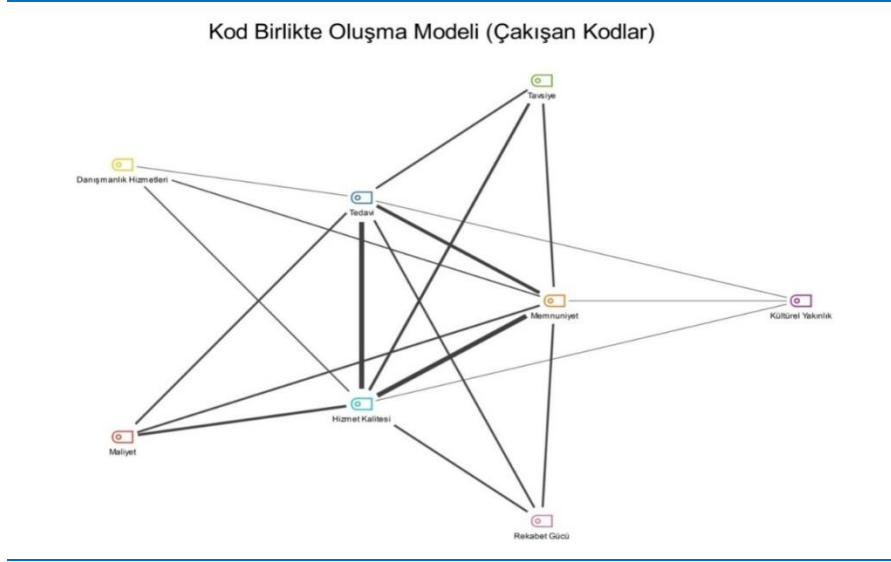 Kod Birlikte Oluşma Modeli (Çakışan Kodlar)
Tavsiye
Danışmanlık Hizmetleri
Tedavi
Memnuniyet
Kültürel Yakınlık
Hizmet Kalitesi
Maliyet
Rekabet Gücü